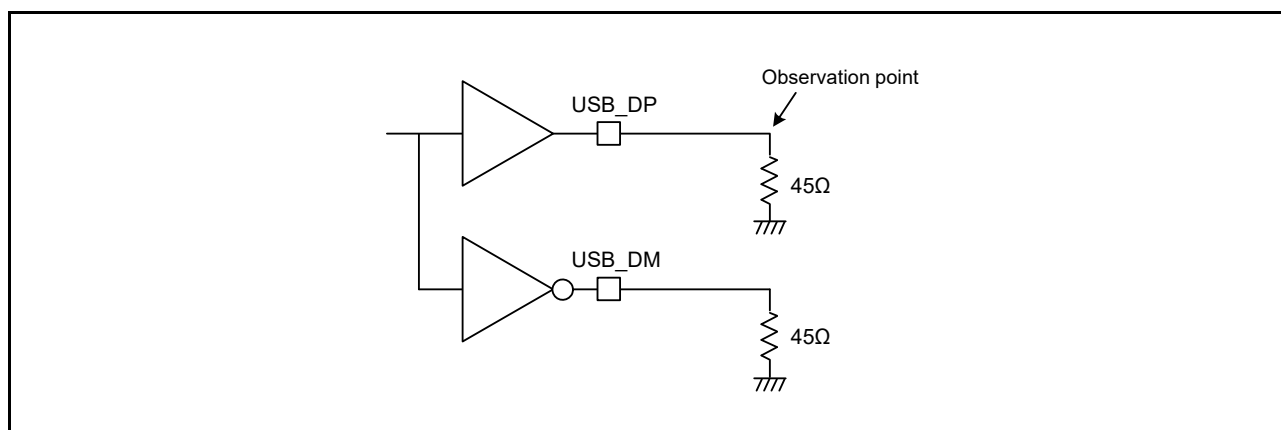 Observation point
USB_DP
45Ω
USB_DM
45Ω